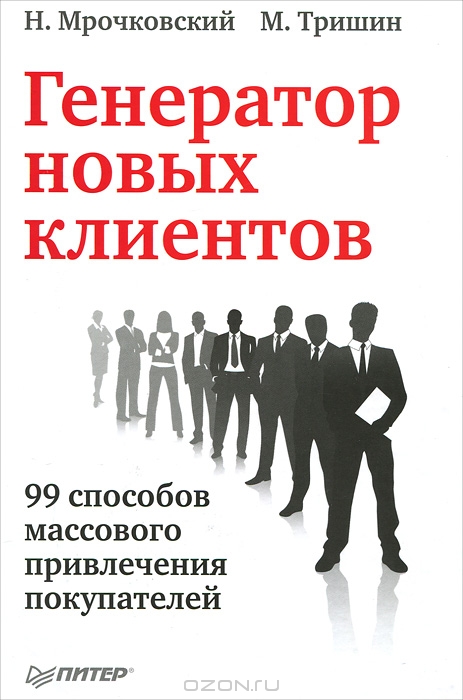 Н. Мрочковский М. Тришин
Генератор
новых
клиентов
99 способов
массового
привлечения
покупателей
ПИТЕР®
OZON.ru